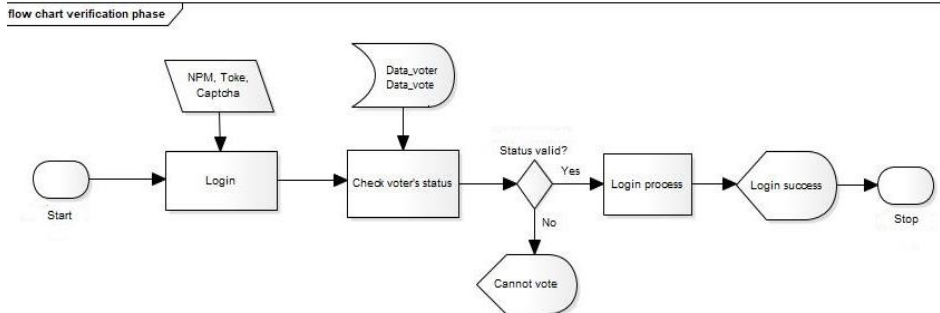 flow chart verification phase
NPM, Toke,
Captcha
Data_voter
Data_vote
Start
Login
Check voter's status
Status valid?
Yes
No
Login process
Login success
Stop
Cannot vote